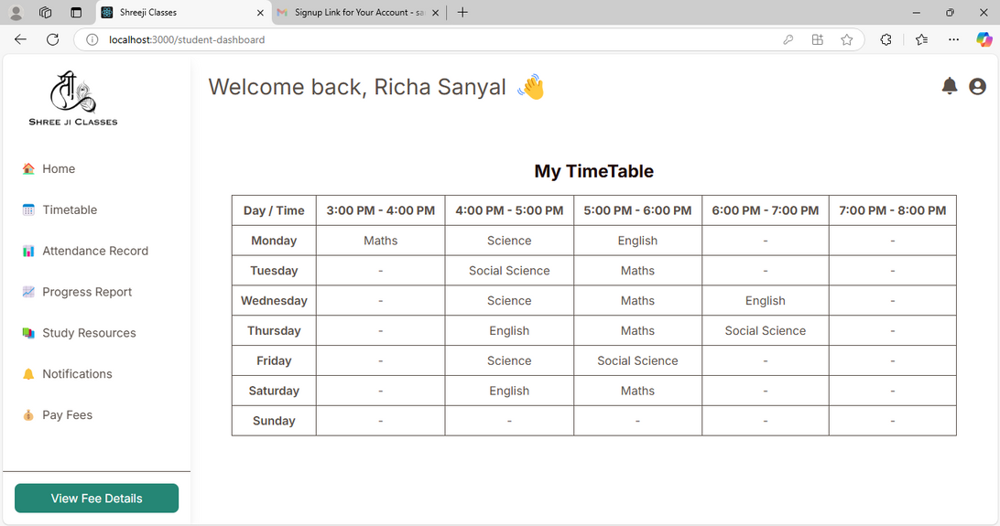 Shreeji Classes
Signup Link for Your Account - sa
localhost:3000/student-dashboard
श्री
SHREE JI CLASSES
Home
Timetable
Attendance Record
Progress Report
Study Resources
Notifications
Pay Fees
View Fee Details
Welcome back, Richa Sanyal 👋
My TimeTable
Day / Time 3:00 PM - 4:00 PM 4:00 PM - 5:00 PM 5:00 PM - 6:00 PM 6:00 PM - 7:00 PM 7:00 PM - 8:00 PM
Monday Maths Science English - -
Tuesday - Social Science Maths - -
Wednesday - Science Maths English -
Thursday - English Maths Social Science -
Friday - Science Social Science - -
Saturday - English Maths - -
Sunday - - - - -